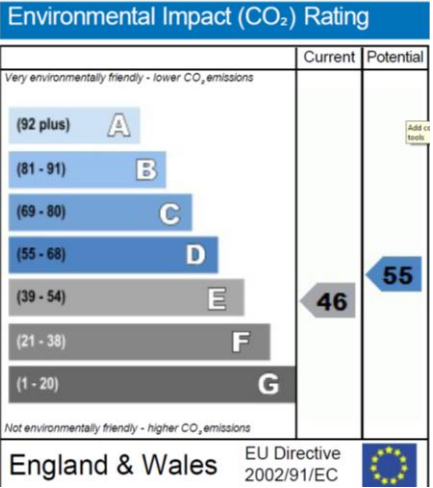 Environmental Impact (CO₂) Rating
Current Potential
Very environmentally friendly - lower CO₂ emissions
(92 plus) A
(81 - 91) B
(69 - 80) C
(55 - 68) D
55
(39 - 54) E
46
(21 - 38) F
(1 - 20) G
Not environmentally friendly - higher CO₂ emissions
England & Wales
EU Directive
2002/91/EC
Add
tools